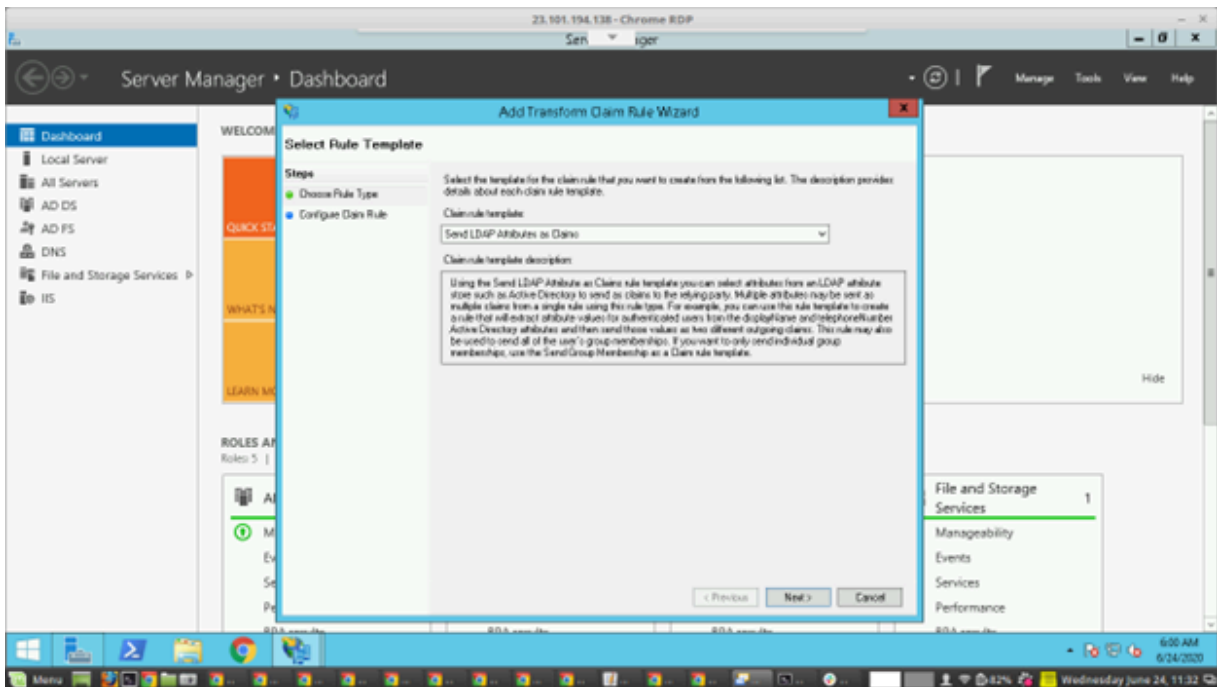 23.101.194.138 - Chrome RDP
Server Manager • Dashboard
Manage Tools View Help
Dashboard
Local Server
All Servers
AD DS
AD FS
DNS
File and Storage Services
IIS
WELCOM
QUICK STA
WHAT'S N
LEARN MO
Hide
ROLES AN
Roles: 5 |
Add Transform Claim Rule Wizard
Select Rule Template
Steps
Choose Rule Type
Configure Claim Rule
Select the template for the claim rule that you want to create from the following list. The description provides
details about each claim rule template.
Claim rule template:
Send LDAP Attributes as Claims
Claim rule template description:
Using the Send LDAP Attribute as Claims rule template you can select attributes from an LDAP attribute
store such as Active Directory to send as claims to the relying party. Multiple attributes may be sent as
multiple claims from a single rule using this rule type. For example, you can use this rule template to create
a rule that will extract attribute values for authenticated users from the displayName and telephoneNumber
Active Directory attributes and then send those values as two different outgoing claims. This rule may also
be used to send all of the user's group memberships. If you want to only send individual group
memberships, use the Send Group Membership as a Claim rule template.
< Previous Next > Cancel
File and Storage
Services
1
Manageability
Events
Services
Performance
6:00 AM
6/24/2020
Menu
82%
Wednesday June 24, 11:32